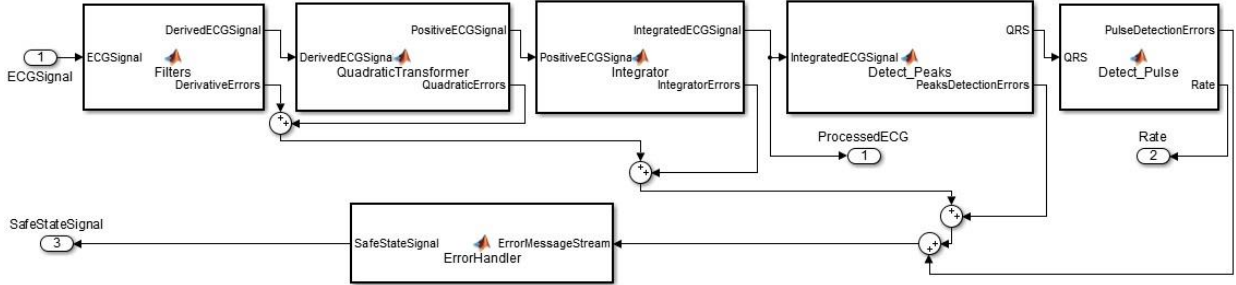 1
ECGSignal
ECGSignal
DerivedECGSignal
Filters
DerivativeErrors
DerivedECGSigna
PositiveECGSignal
QuadraticTransformer
QuadraticErrors
PositiveECGSigna
IntegratedECGSignal
Integrator
IntegratorErrors
IntegratedECGSignal
QRS
Detect_Peaks
PeaksDetectionErrors
QRS
PulseDetectionErrors
Detect_Pulse
Rate
+
+
ProcessedECG
1
Rate
2
+
+
+
+
SafeStateSignal
3
SafeStateSignal
ErrorMessageStream
ErrorHandler
+
+